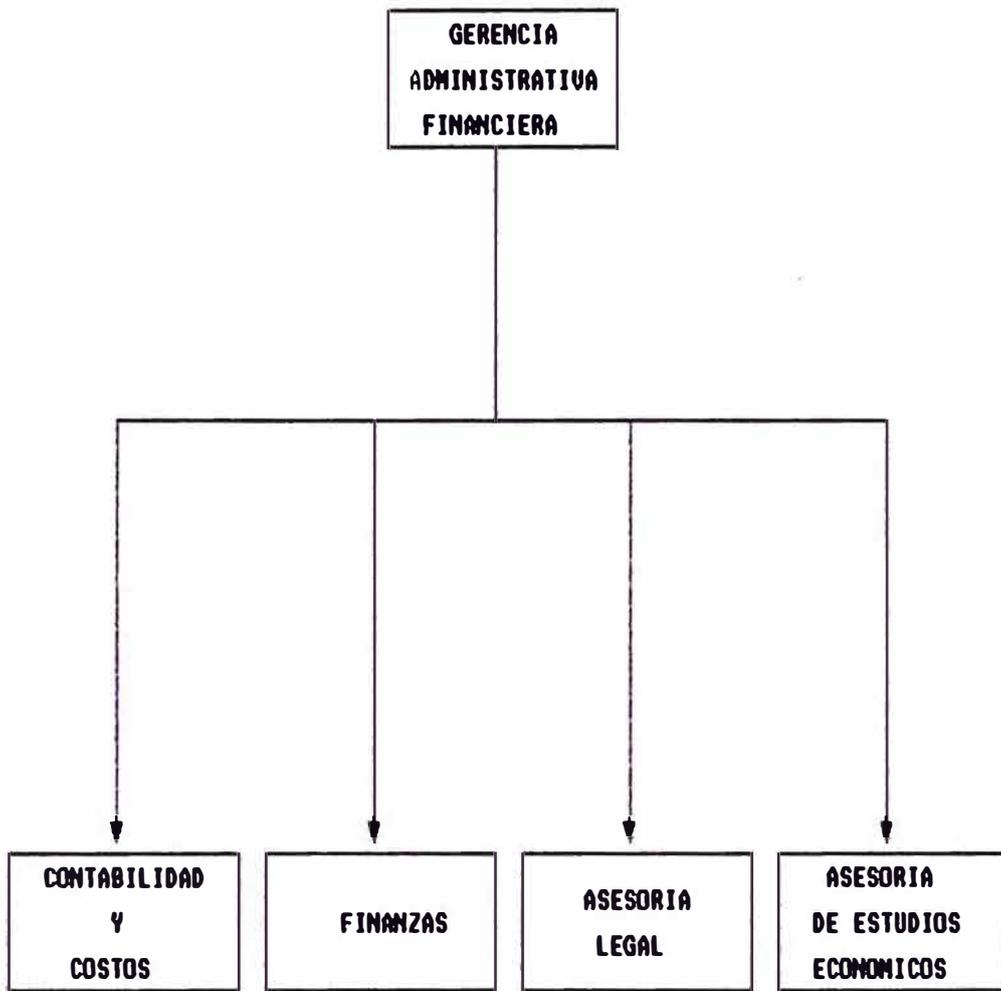 GERENCIA
ADMINISTRATIVA
FINANCIERA
CONTABILIDAD
Y
COSTOS
FINANZAS
ASESORIA
LEGAL
ASESORIA
DE ESTUDIOS
ECONOMICOS